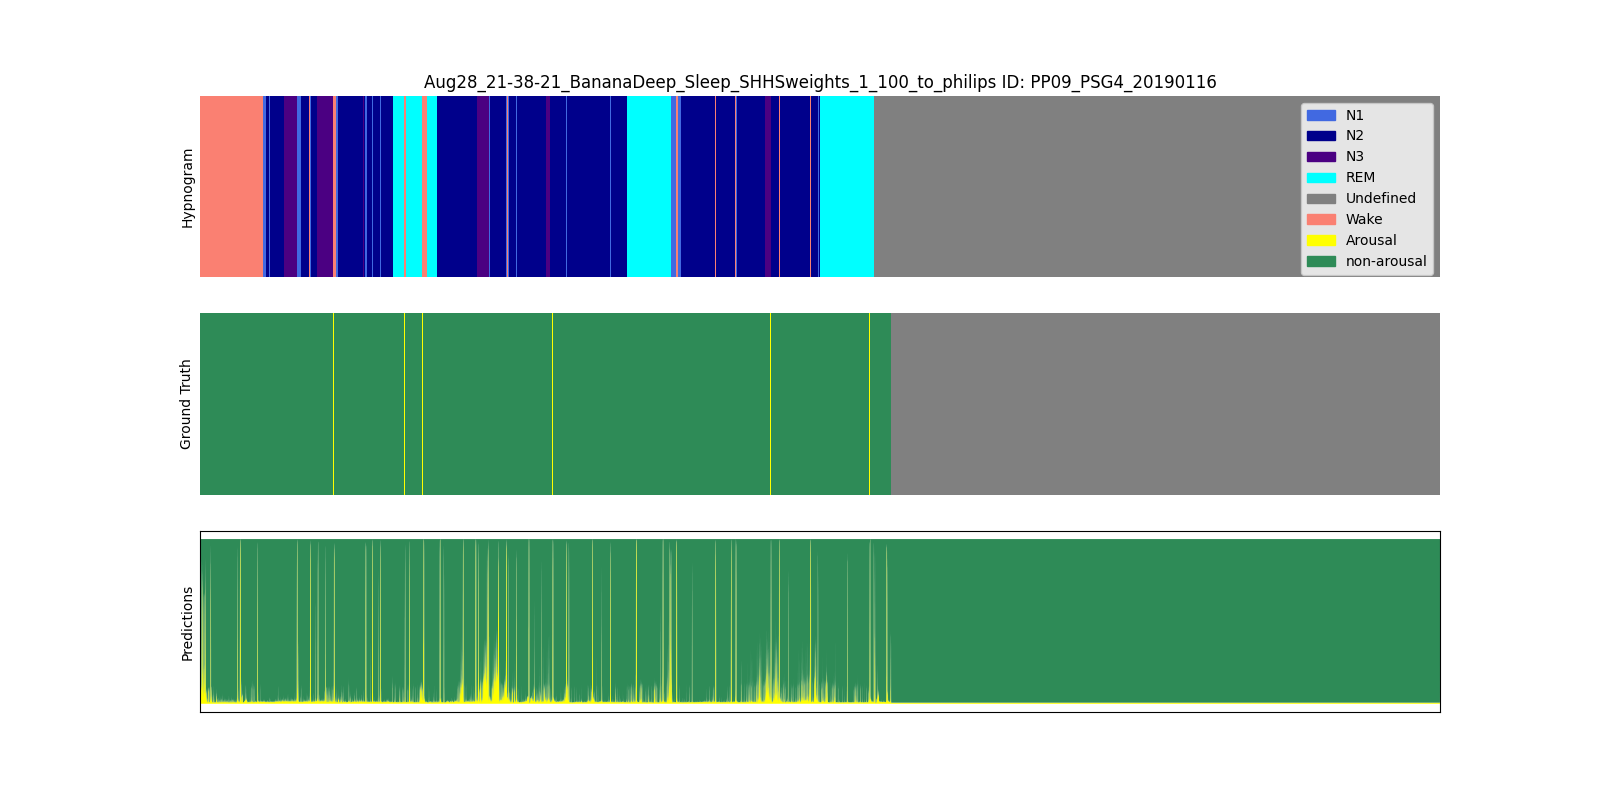 Aug28_21-38-21_BananaDeep_Sleep_SHHSweights_1_100_to_philips ID: PP09_PSG4_20190116
Hypnogram
N1
N2
N3
REM
Undefined
Wake
Arousal
non-arousal
Ground Truth
Predictions